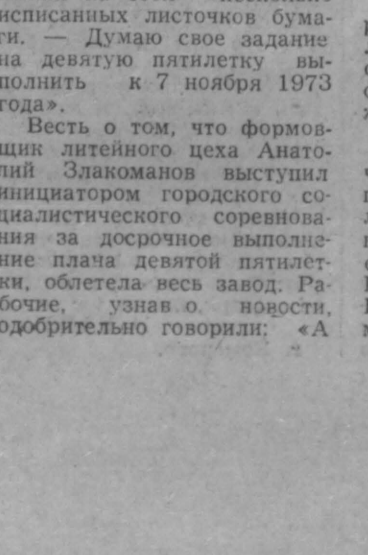 исписанных листочков бума-
ги. — Думаю свое задание
на девятую пятилетку вы-
полнить к 7 ноября 1973
года».
Весть о том, что формов-
щик литейного цеха Анато-
лий Злакоманов выступил
инициатором городского со-
циалистического соревнова-
ния за досрочное выполне-
ние плача девятой пятилет-
ки, облетела весь завод. Ра-
бочие, узнав о новости,
одобрительно говорили: «А